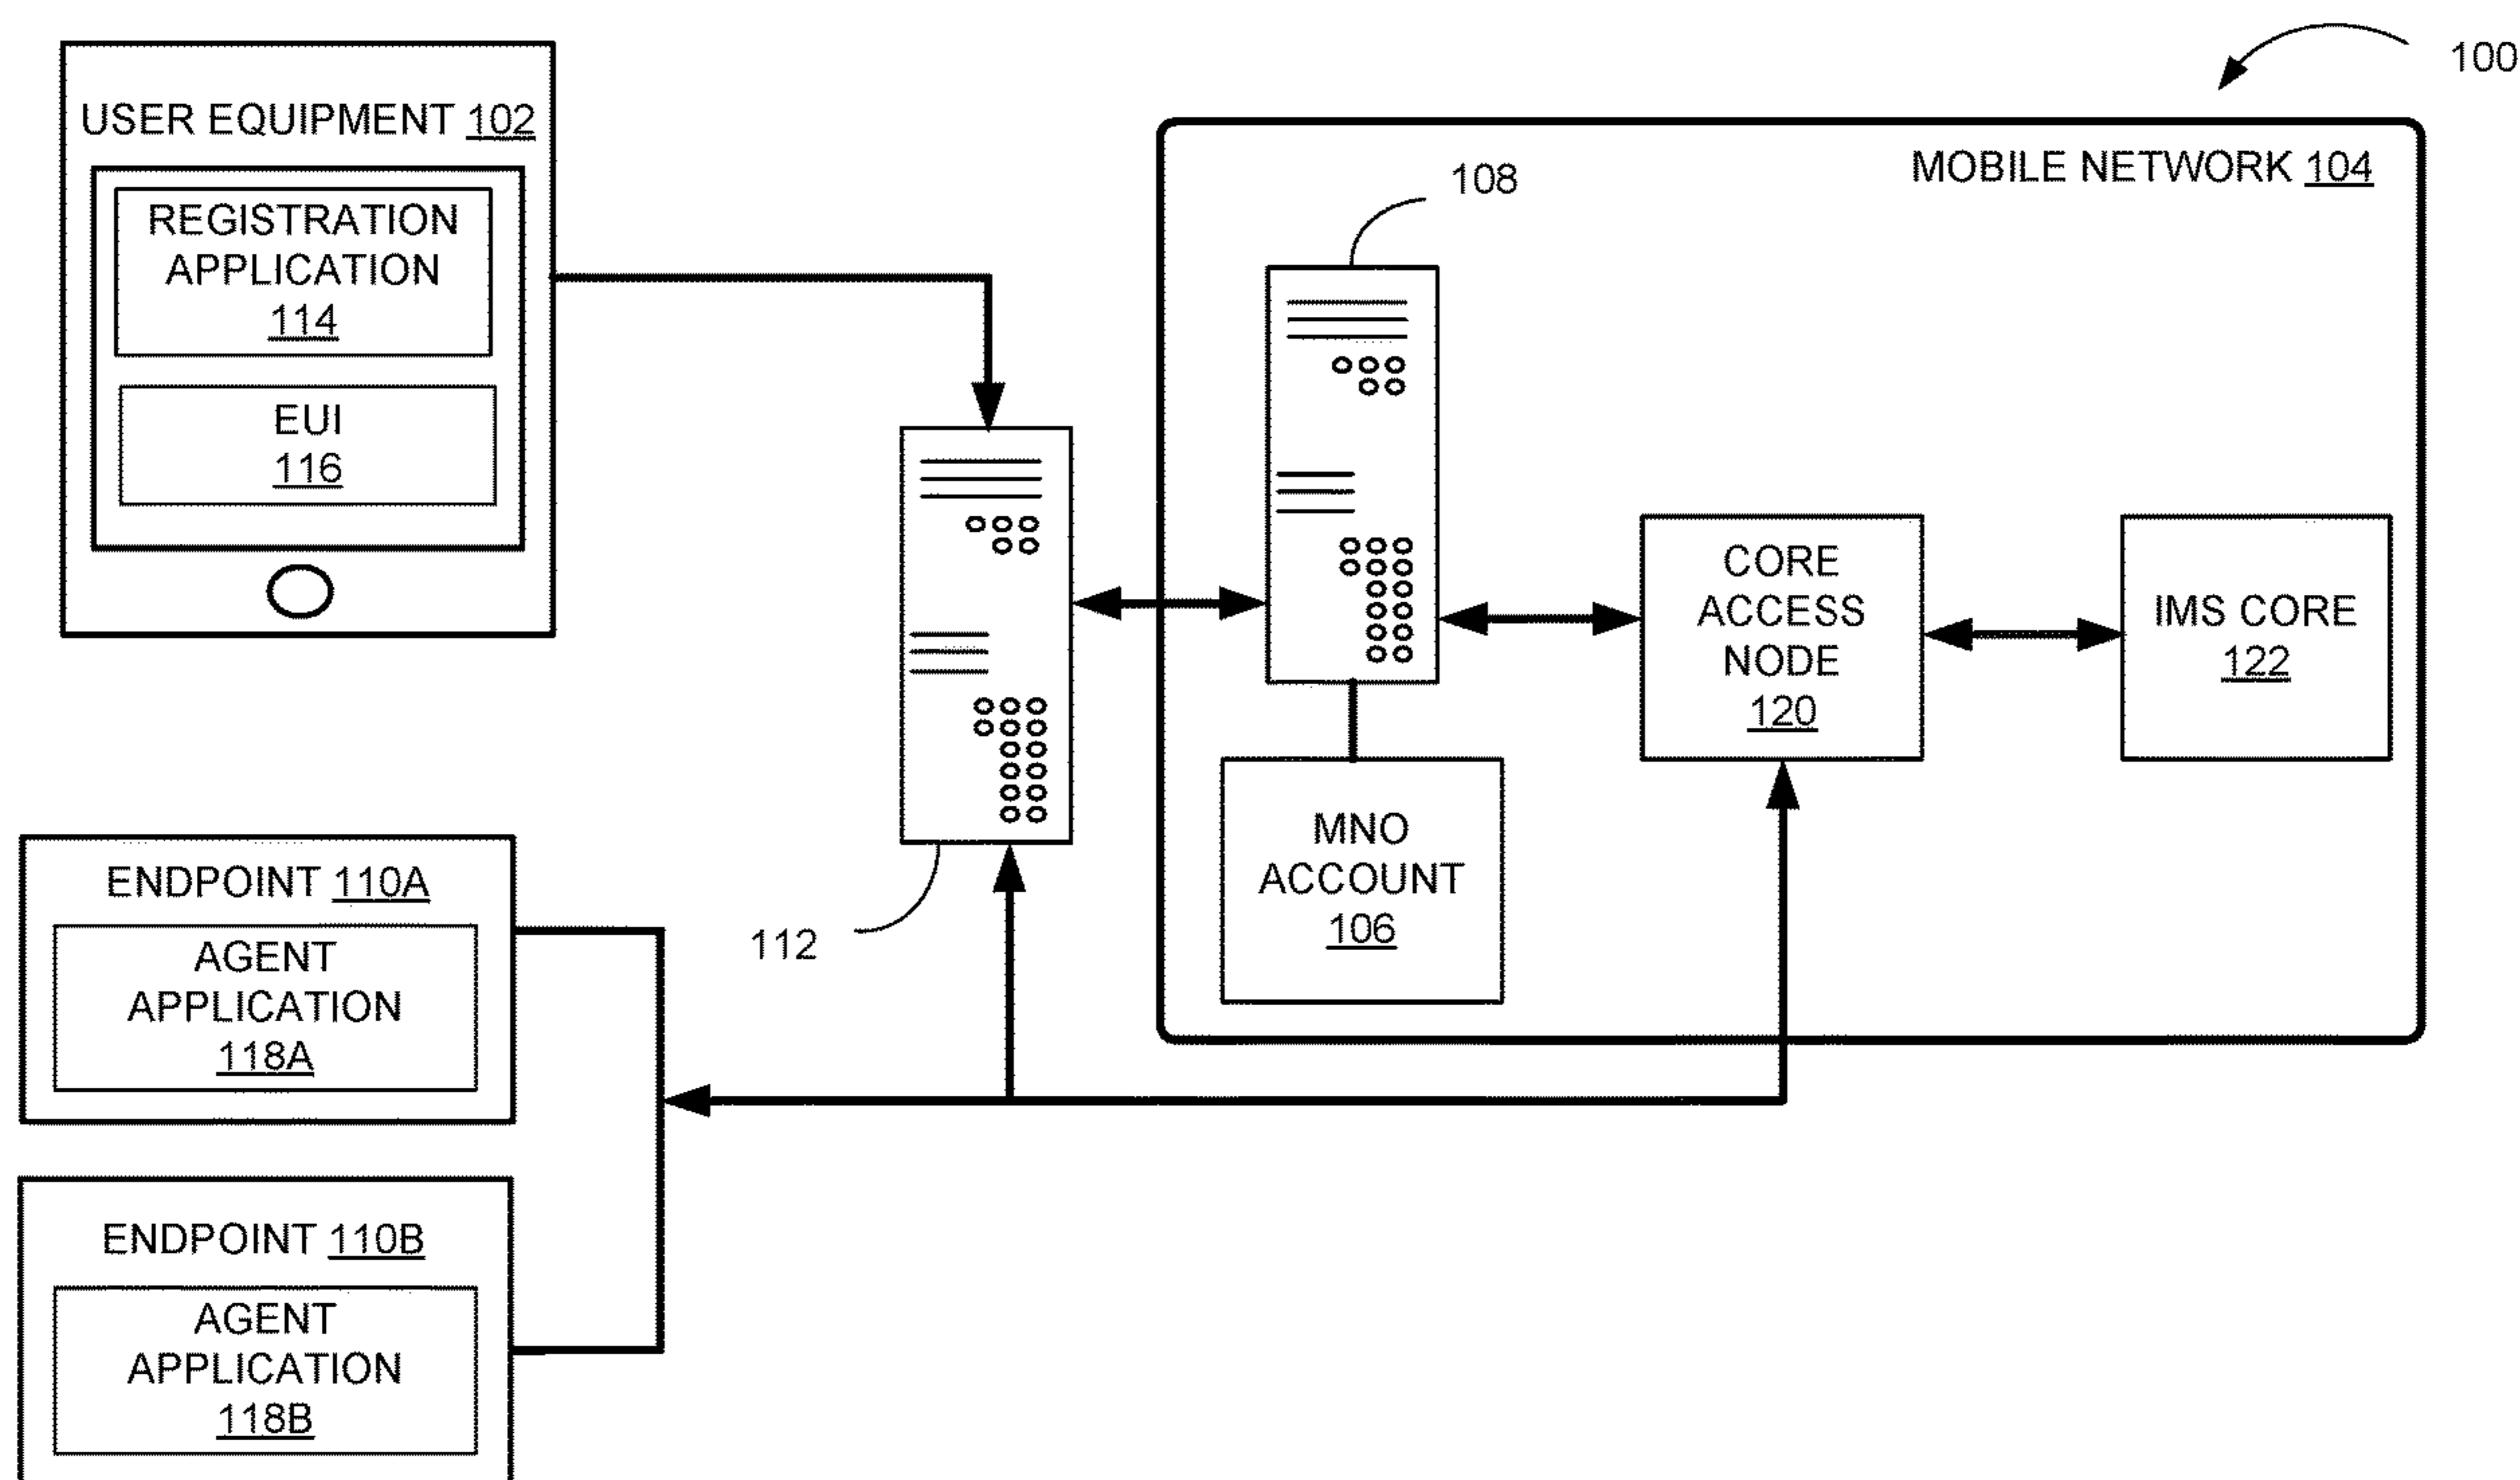 100
USER EQUIPMENT 102
REGISTRATION
APPLICATION
114
EUI
116
MOBILE NETWORK 104
108
CORE
ACCESS
NODE
120
IMS CORE
122
MNO
ACCOUNT
106
112
ENDPOINT 110A
AGENT
APPLICATION
118A
ENDPOINT 110B
AGENT
APPLICATION
118B